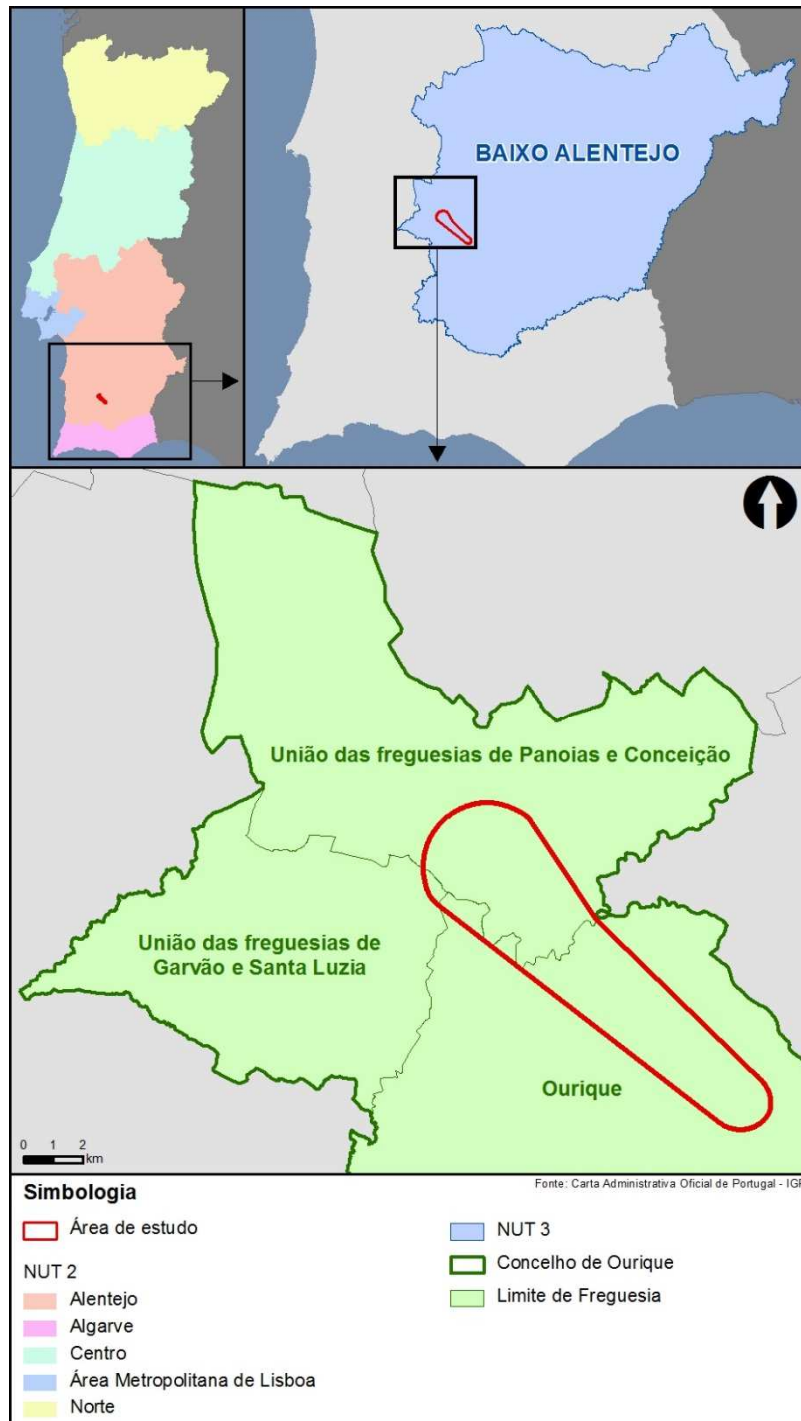 BAIXO ALENTEJO
União das freguesias de Panoias e Conceição
União das freguesias de
Garvão e Santa Luzia
Ourique
0 1 2
km
Simbologia
Fonte: Carta Administrativa Oficial de Portugal - IGP
Área de estudo
NUT 2
Alentejo
Algarve
Centro
Área Metropolitana de Lisboa
Norte
NUT 3
Concelho de Ourique
Limite de Freguesia